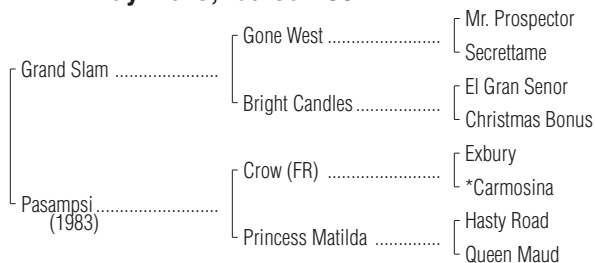 Mr. Prospector
Gone West ........................
Secrettame
Grand Slam ......................
El Gran Senor
Bright Candles ..................
Christmas Bonus
Exbury
Crow (FR) ........................
*Carmosina
Pasampsi ..........................
(1983)
Hasty Road
Princess Matilda ..............
Queen Maud